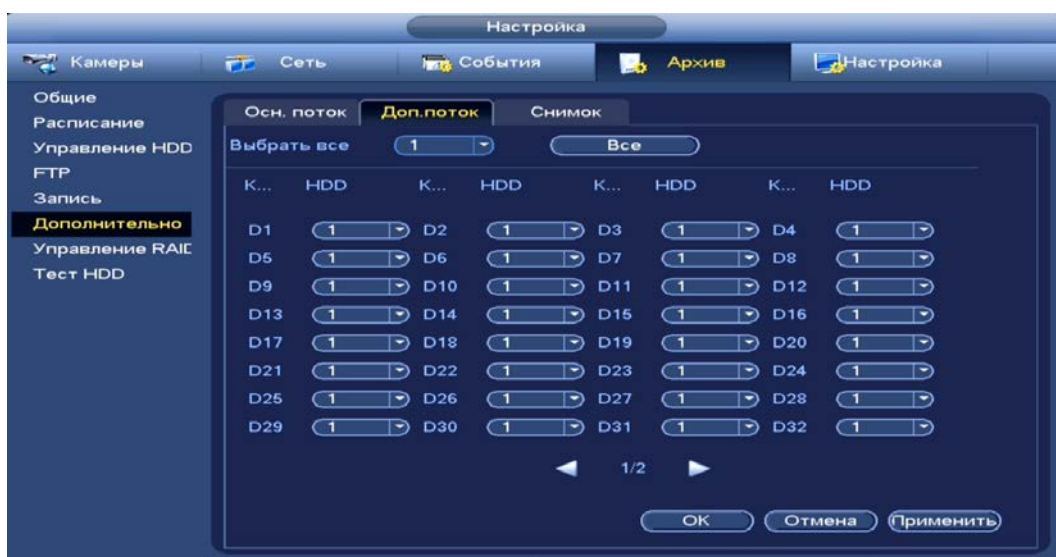 Настройка
Камеры Сеть События Архив Настройка
Общие
Расписание
Управление HDD
FTP
Запись
Дополнительно
Управление RAID
Тест HDD
Осн. поток Доп.поток Снимок
Выбрать все 1 Все
К... HDD К... HDD К... HDD К... HDD
D1 1 D2 1 D3 1 D4 1
D5 1 D6 1 D7 1 D8 1
D9 1 D10 1 D11 1 D12 1
D13 1 D14 1 D15 1 D16 1
D17 1 D18 1 D19 1 D20 1
D21 1 D22 1 D23 1 D24 1
D25 1 D26 1 D27 1 D28 1
D29 1 D30 1 D31 1 D32 1
1/2
OK Отмена Применить